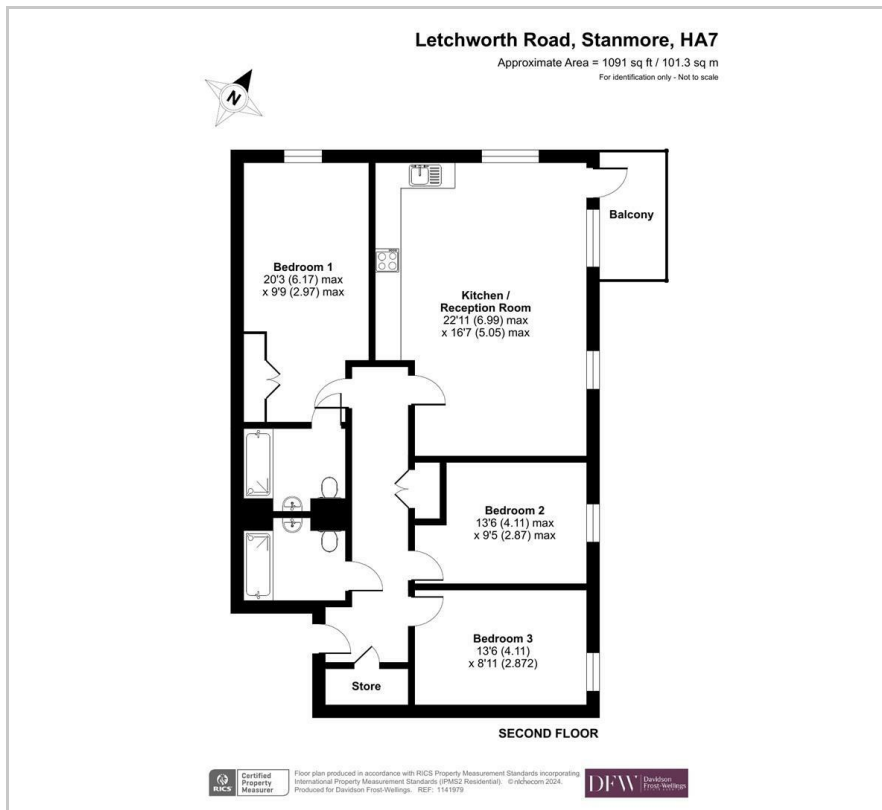 Letchworth Road, Stanmore, HA7
Approximate Area = 1091 sq ft / 101.3 sq m
For identification only - Not to scale
N
Balcony
Bedroom 1
20'3 (6.17) max
x 9'9 (2.97) max
Kitchen /
Reception Room
22'11 (6.99) max
x 16'7 (5.05) max
Bedroom 2
13'6 (4.11) max
x 9'5 (2.87) max
Bedroom 3
13'6 (4.11)
x 8'11 (2.872)
Store
SECOND FLOOR
RICS
Certified
Property
Measurer
Floor plan produced in accordance with RICS Property Measurement Standards incorporating
International Property Measurement Standards (IPMS2 Residential). © nichecom 2024.
Produced for Davidson Frost-Wellings. REF: 1141979
DFW
Davidson
Frost-Wellings